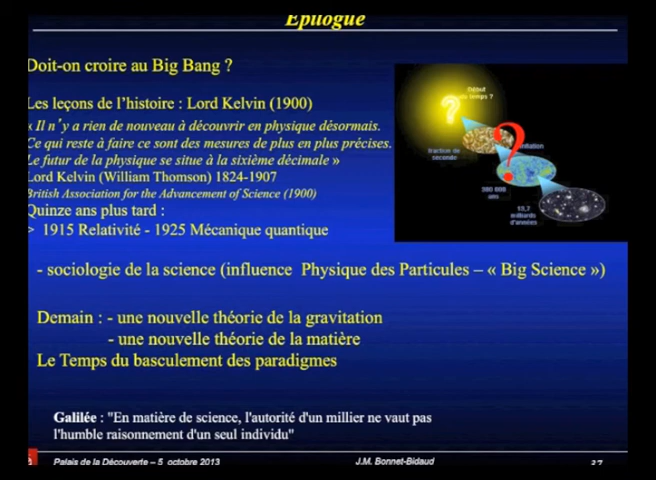 Epilogue
Doit-on croire au Big Bang ?
Les leçons de l'histoire : Lord Kelvin (1900)
« Il n'y a rien de nouveau à découvrir en physique désormais.
Ce qui reste à faire ce sont des mesures de plus en plus précises.
Le futur de la physique se situe à la sixième décimale »
Lord Kelvin (William Thomson) 1824-1907
British Association for the Advancement of Science (1900)
Quinze ans plus tard :
> 1915 Relativité - 1925 Mécanique quantique
Début
du temps ?
?
fraction de
seconde
?
300 000
ans
13,7
milliards
d'années
- sociologie de la science (influence Physique des Particules – « Big Science »)
Demain : - une nouvelle théorie de la gravitation
- une nouvelle théorie de la matière
Le Temps du basculement des paradigmes
Galilée : "En matière de science, l'autorité d'un millier ne vaut pas
l'humble raisonnement d'un seul individu"
Palais de la Découverte – 5 octobre 2013
J.M. Bonnet-Bidaud